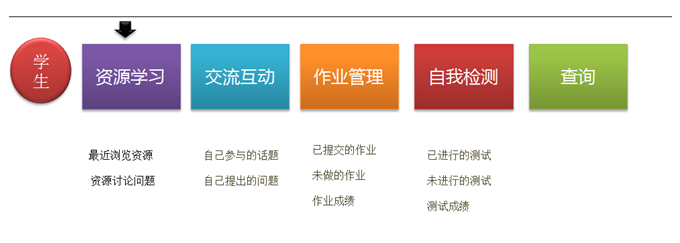 学生
资源学习
交流互动
作业管理
自我检测
查询
最近浏览资源
资源讨论问题
自己参与的话题
自己提出的问题
已提交的作业
未做的作业
作业成绩
已进行的测试
未进行的测试
测试成绩